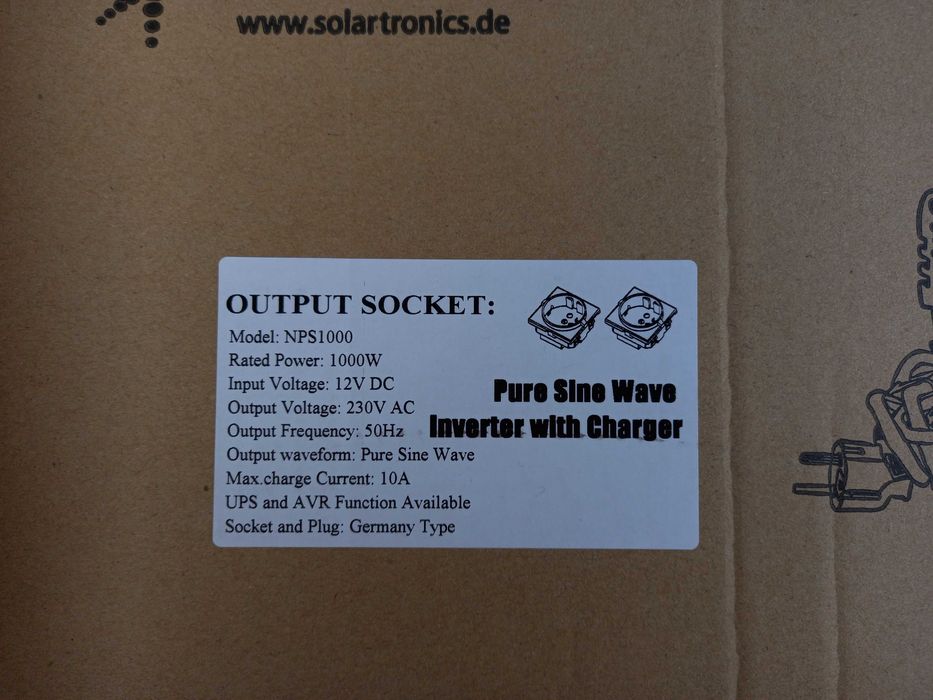 www.solartronics.de
OUTPUT SOCKET:
Model: NPS1000
Rated Power: 1000W
Input Voltage: 12V DC
Output Voltage: 230V AC
Output Frequency: 50Hz
Output waveform: Pure Sine Wave
Max.charge Current: 10A
UPS and AVR Function Available
Socket and Plug: Germany Type
Pure Sine Wave
Inverter with Charger